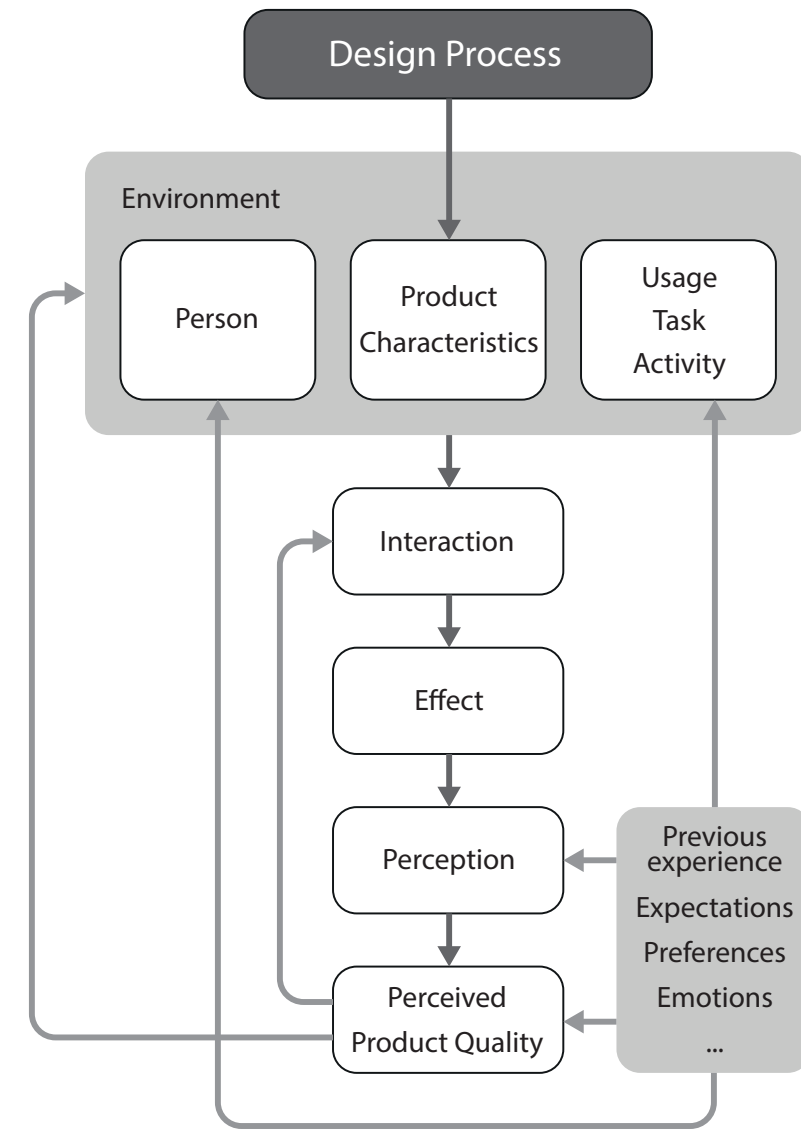 Design Process
Environment
Person
Product
Characteristics
Usage
Task
Activity
Interaction
Effect
Perception
Previous
experience
Expectations
Preferences
Emotions
...
Perceived
Product Quality